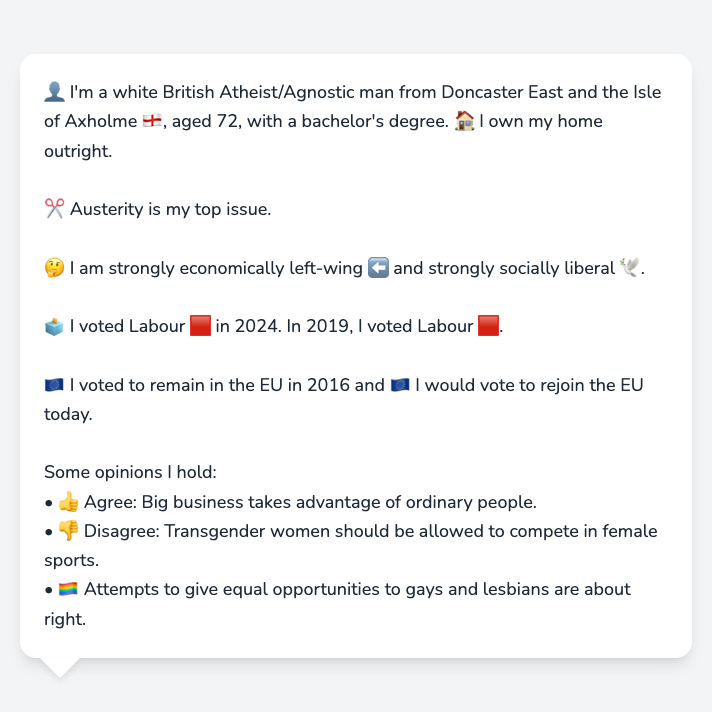 👤 I'm a white British Atheist/Agnostic man from Doncaster East and the Isle
of Axholme 🏴󠁧󠁢󠁥󠁮󠁧󠁿, aged 72, with a bachelor's degree. 🏠 I own my home
outright.
✂️ Austerity is my top issue.
🤔 I am strongly economically left-wing ⬅️ and strongly socially liberal 🕊️.
🗳️ I voted Labour 🟥 in 2024. In 2019, I voted Labour 🟥.
🇪🇺 I voted to remain in the EU in 2016 and 🇪🇺 I would vote to rejoin the EU
today.
Some opinions I hold:
• 👍 Agree: Big business takes advantage of ordinary people.
• 👎 Disagree: Transgender women should be allowed to compete in female
sports.
• 🏳️‍🌈 Attempts to give equal opportunities to gays and lesbians are about
right.